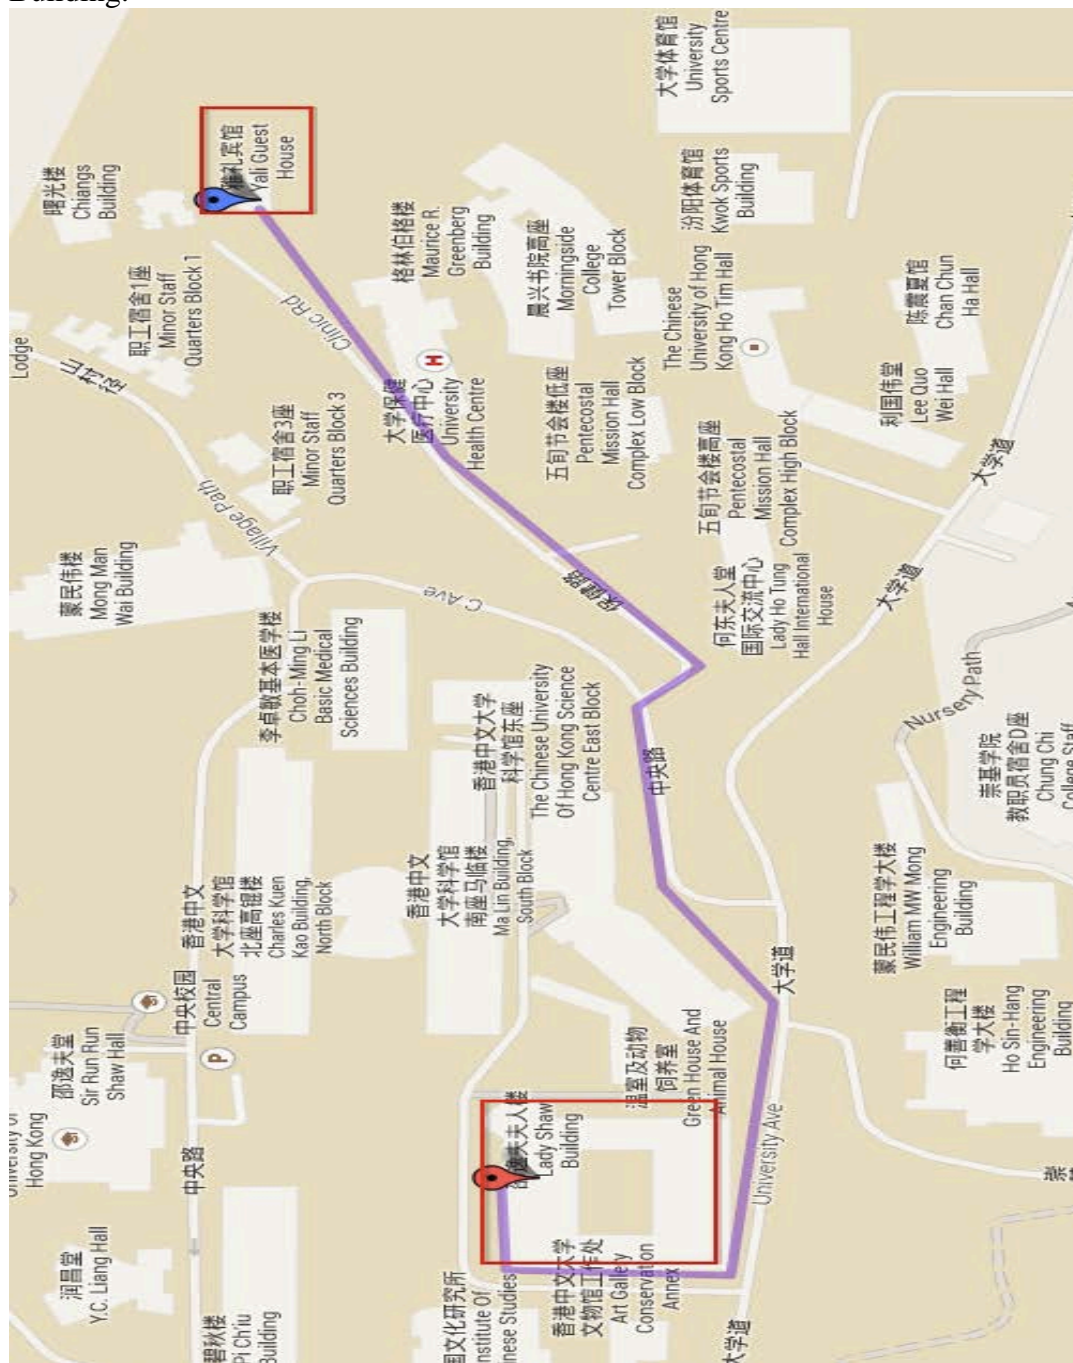 Building.
曙光楼
Chiangs
Building
雅礼宾馆
Yali Guest
House
大学体育馆
University
Sports Centre
汾阳体育馆
Kwok Sports
Building
职工宿舍1座
Minor Staff
Quarters Block 1
Lodge
Clinic Rd
格林伯格楼
Maurice R.
Greenberg
Building
晨兴书院高座
Morningside
College
Tower Block
The Chinese
University of Hong
Kong Ho Tim Hall
陈震夏馆
Chan Chun
Ha Hall
利国伟堂
Lee Quo
Wei Hall
职工宿舍3座
Minor Staff
Quarters Block 3
大学保健
医疗中心
University
Health Centre
H
五旬节会楼低座
Pentecostal
Mission Hall
Complex Low Block
五旬节会楼高座
Pentecostal
Mission Hall
Complex High Block
大学道
Village Path
蒙民伟楼
Mong Man
Wai Building
C Ave
保健路
何东夫人堂
国际交流中心
Lady Ho Tung
Hall International
House
大学道
李卓敏基本医学楼
Choh-Ming Li
Basic Medical
Sciences Building
香港中文大学
科学馆东座
The Chinese University
Of Hong Kong Science
Centre East Block
中央路
Nursery Path
崇基学院
教职员宿舍D座
Chung Chi
College Staff
香港中文
大学科学馆
北座高锟楼
Charles Kuen
Kao Building,
North Block
香港中文
大学科学馆
南座马临楼
Ma Lin Building,
South Block
蒙民伟工程学大楼
William MW Mong
Engineering
Building
中央校园
Central
Campus
P
大学道
何善衡工程
学大楼
Ho Sin-Hang
Engineering
Building
邵逸夫堂
Sir Run Run
Shaw Hall
University of
Hong Kong
温室及动物
饲养室
Green House And
Animal House
邵逸夫夫人楼
Lady Shaw
Building
University Ave
中央路
润昌堂
Y.C. Liang Hall
碧秋楼
Pi Ch'iu
Building
国文化研究所
Institute Of
inese Studies
香港中文大学
文物馆工作处
Art Gallery
Conservation
Annex
大学道